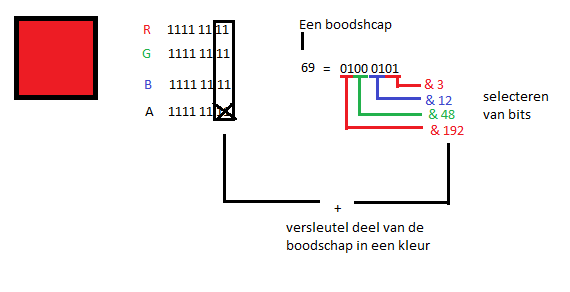 R 1111 11 11
G 1111 11 11
B 1111 11 11
A 1111 11
Een boodshcap
69 = 0100 0101
& 3
& 12
& 48
& 192
selecteren
van bits
+
versleutel deel van de
boodschap in een kleur